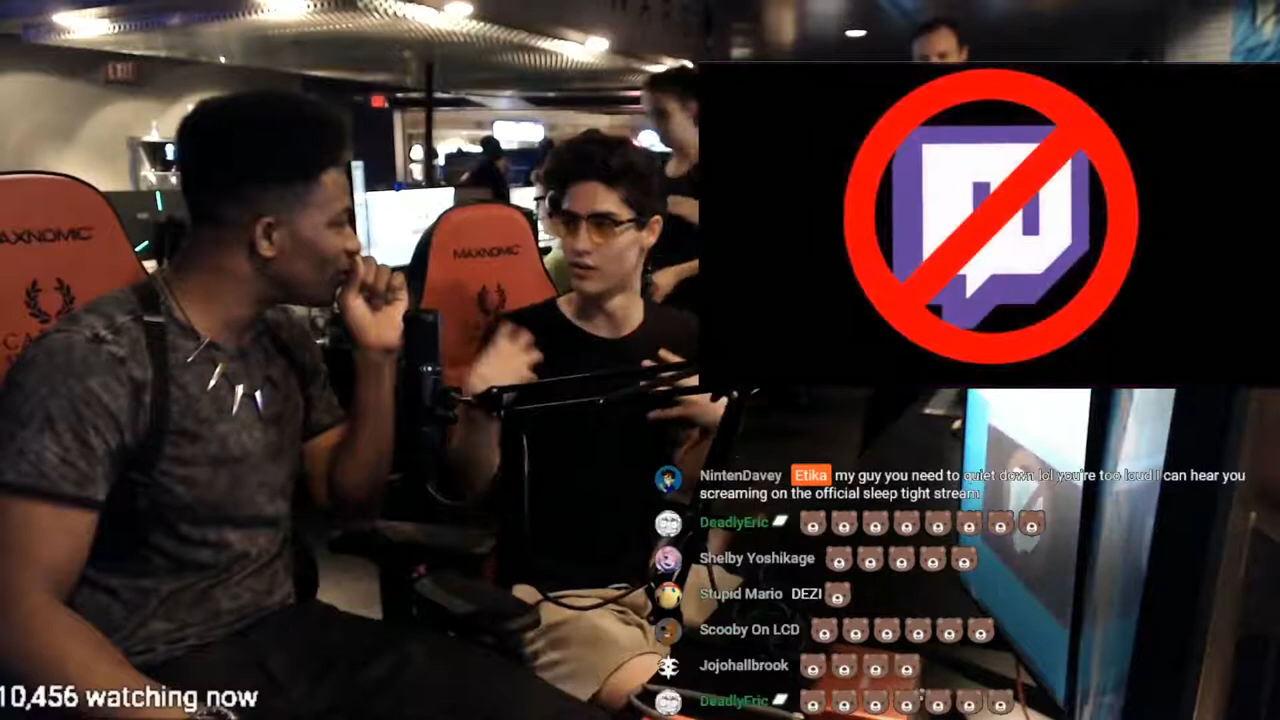 EXIT
MAXNOMIC
MAXNOMIC
NintenDavey Etika my guy you need to quiet down lol you're too loud I can hear you
screaming on the official sleep tight stream
DeadlyEric
Shelby Yoshikage
Stupid Mario DEZI
Scooby On LCD
Jojohallbrook
DeadlyEric
10,456 watching now